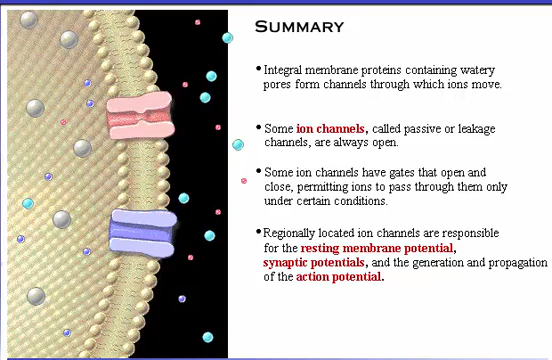 SUMMARY
• Integral membrane proteins containing watery
pores form channels through which ions move.
• Some ion channels, called passive or leakage
channels, are always open.
• Some ion channels have gates that open and
close, permitting ions to pass through them only
under certain conditions.
• Regionally located ion channels are responsible
for the resting membrane potential,
synaptic potentials, and the generation and propagation
of the action potential.